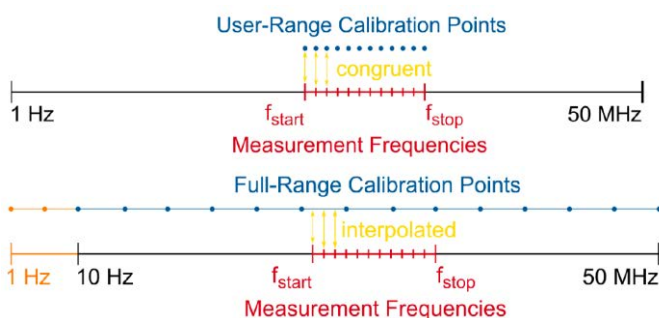 User-Range Calibration Points
congruent
1 Hz fstart fstop 50 MHz
Measurement Frequencies
Full-Range Calibration Points
interpolated
1 Hz 10 Hz fstart fstop 50 MHz
Measurement Frequencies